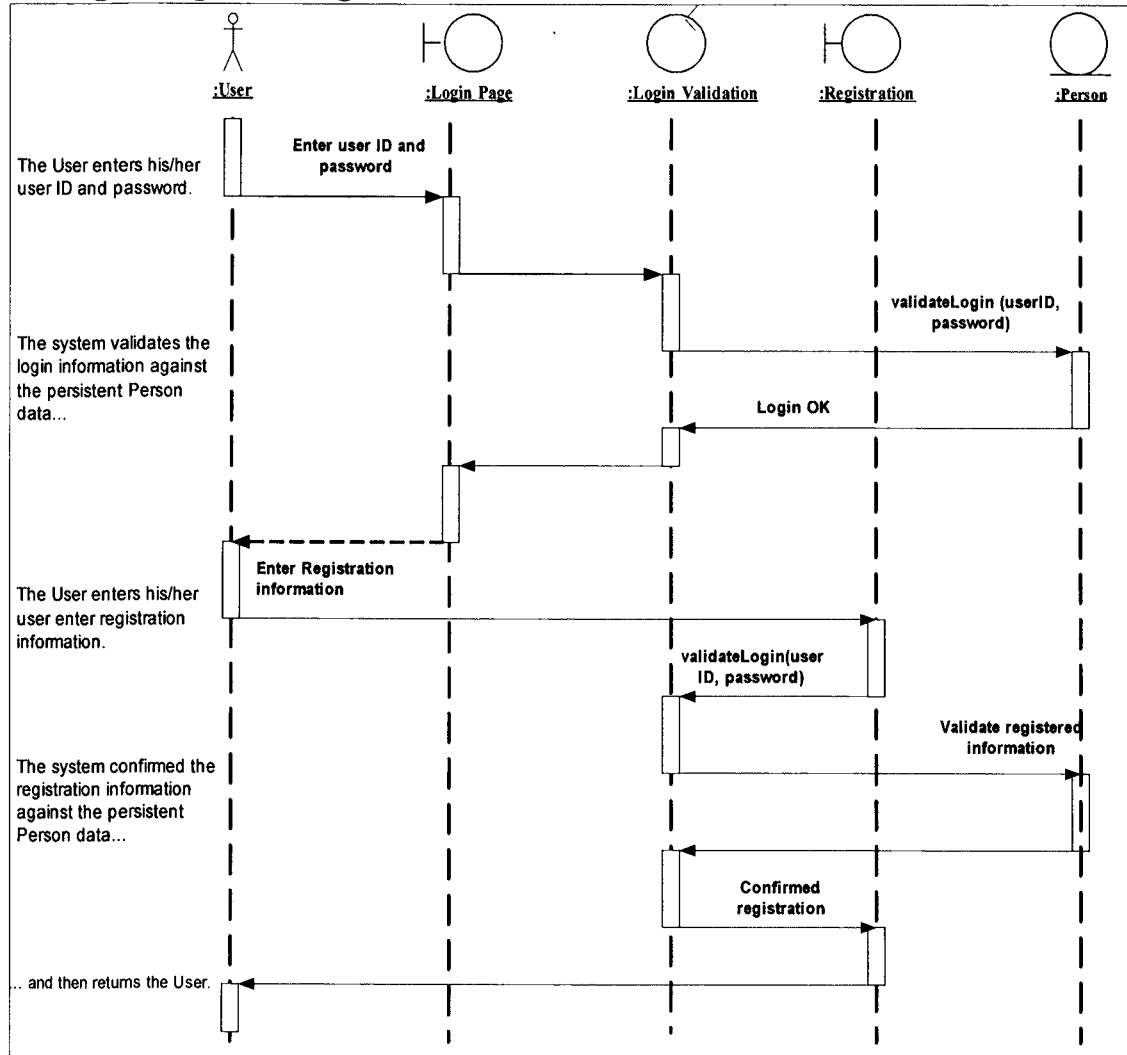 :User
:Login Page
:Login Validation
:Registration
:Person
Enter user ID and
password
The User enters his/her
user ID and password.
validateLogin (userID,
password)
The system validates the
login information against
the persistent Person
data...
Login OK
Enter Registration
information
The User enters his/her
user enter registration
information.
validateLogin(user
ID, password)
Validate registered
information
The system confirmed the
registration information
against the persistent
Person data...
Confirmed
registration
... and then returns the User.